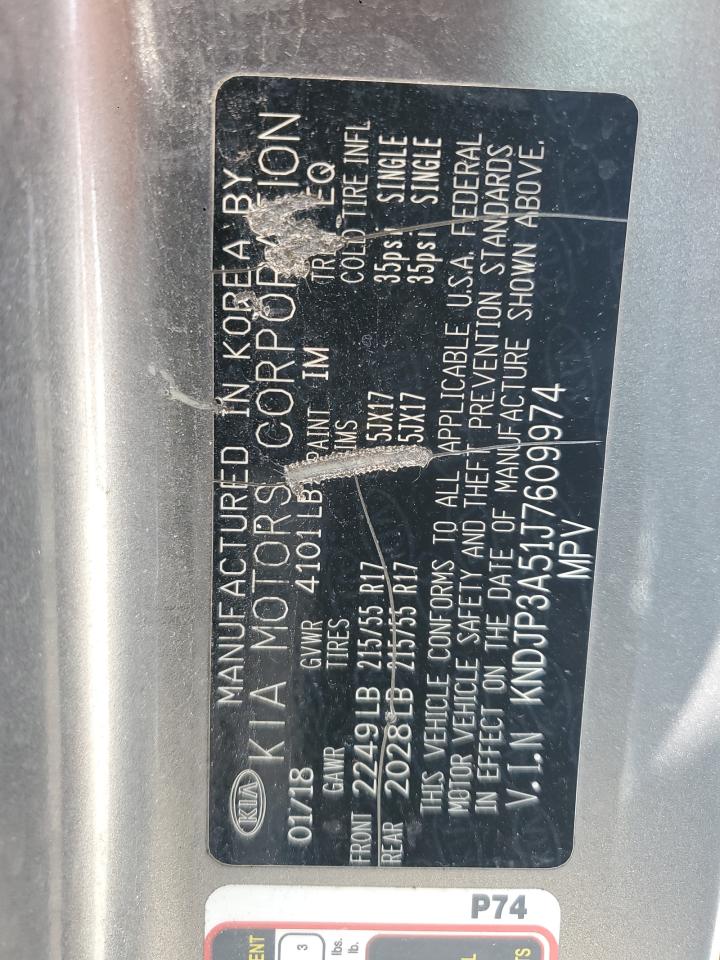 MANUFACTURED IN KOREA BY
KIA MOTORS CORPORATION
KIA
01/18 GVWR 4101LB PAINT IM EQ
GAWR TIRES COLD TIRE INFL
FRONT 2249LB 215/55 R17 5JX17 35psi SINGLE
REAR 2028LB 215/55 R17 5JX17 35psi SINGLE
THIS VEHICLE CONFORMS TO ALL APPLICABLE U.S.A. FEDERAL
MOTOR VEHICLE SAFETY AND THEFT PREVENTION STANDARDS
IN EFFECT ON THE DATE OF MANUFACTURE SHOWN ABOVE.
V.I.N KNDJP3A51J7609974
MPV
P74
3
lbs.
lb.